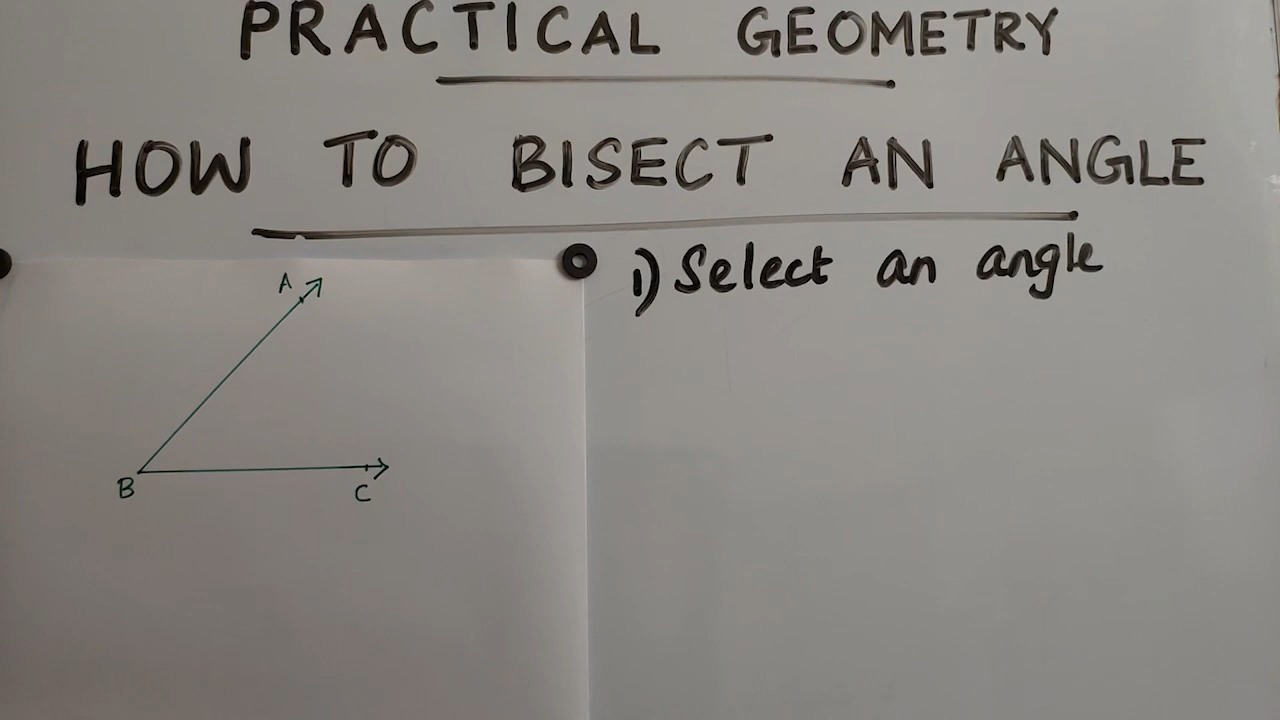 PRACTICAL GEOMETRY
HOW TO BISECT AN ANGLE
1) Select an angle
A
B
C